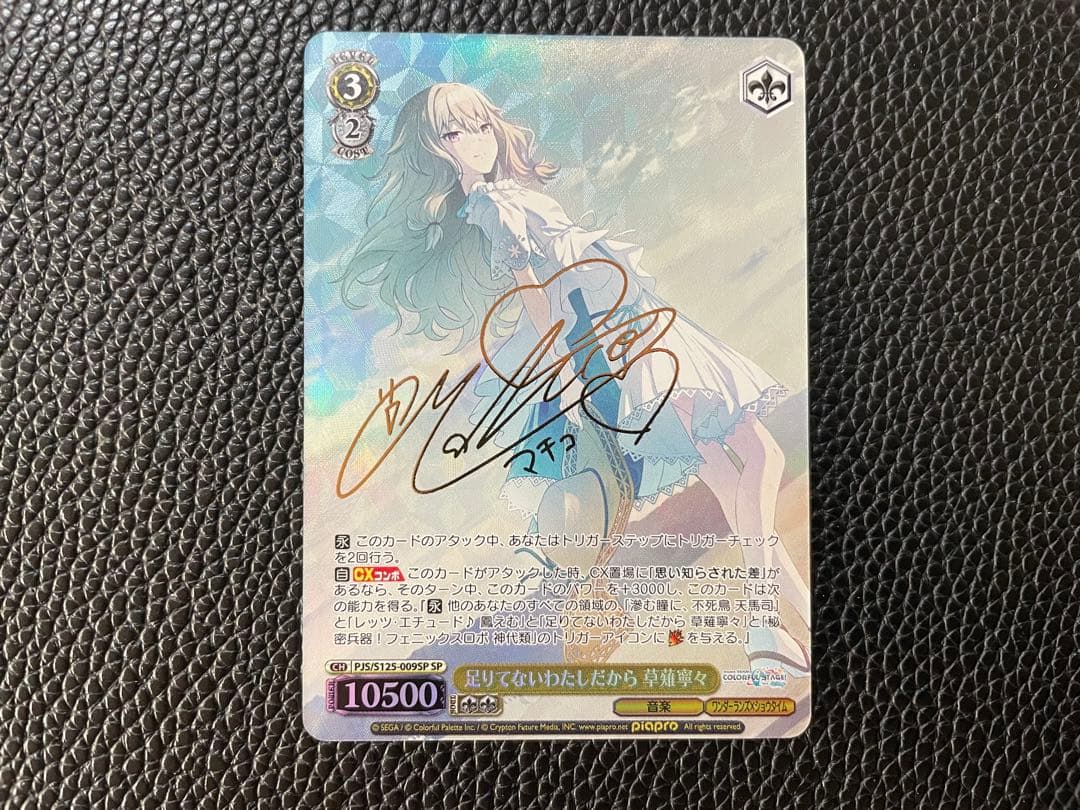 LEVEL
3
2
COST
マチコ
永 このカードのアタック中、あなたはトリガーステップにトリガーチェック
を2回行う。
自 CXコンボ このカードがアタックした時、CX置場に「思い知らされた差」が
あるなら、そのターン中、このカードのパワーを+3000し、このカードは次
の能力を得る。『永 他のあなたのすべての領域の、「滲む瞳に、不死鳥 天馬司」
と「レッツ・エチュード♪ 鳳えむ」と「足りてないわたしだから 草薙寧々」と「秘
密兵器!フェニックスロボ 神代類」のトリガーアイコンに を与える。』
CH PJS/S125-009SP SP
足りてないわたしだから 草薙寧々
COLORFUL STAGE!
POWER 10500 SOUL
音楽 ワンダーランズ×ショウタイム
© SEGA / © Colorful Palette Inc. / © Crypton Future Media, INC. www.piapro.net piapro All rights reserved.